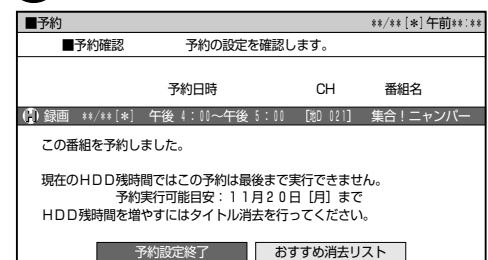 ■予約 **/**[*]午前**:**
■予約確認 予約の設定を確認します。
予約日時 CH 番組名
(H) 録画 **/**[*] 午後 4:00~午後 5:00 [地D 021] 集合!ニャンバー
この番組を予約しました。
現在のHDD残時間ではこの予約は最後まで実行できません。
予約実行可能目安:11月20日[月]まで
HDD残時間を増やすにはタイトル消去を行ってください。
予約設定終了 おすすめ消去リスト